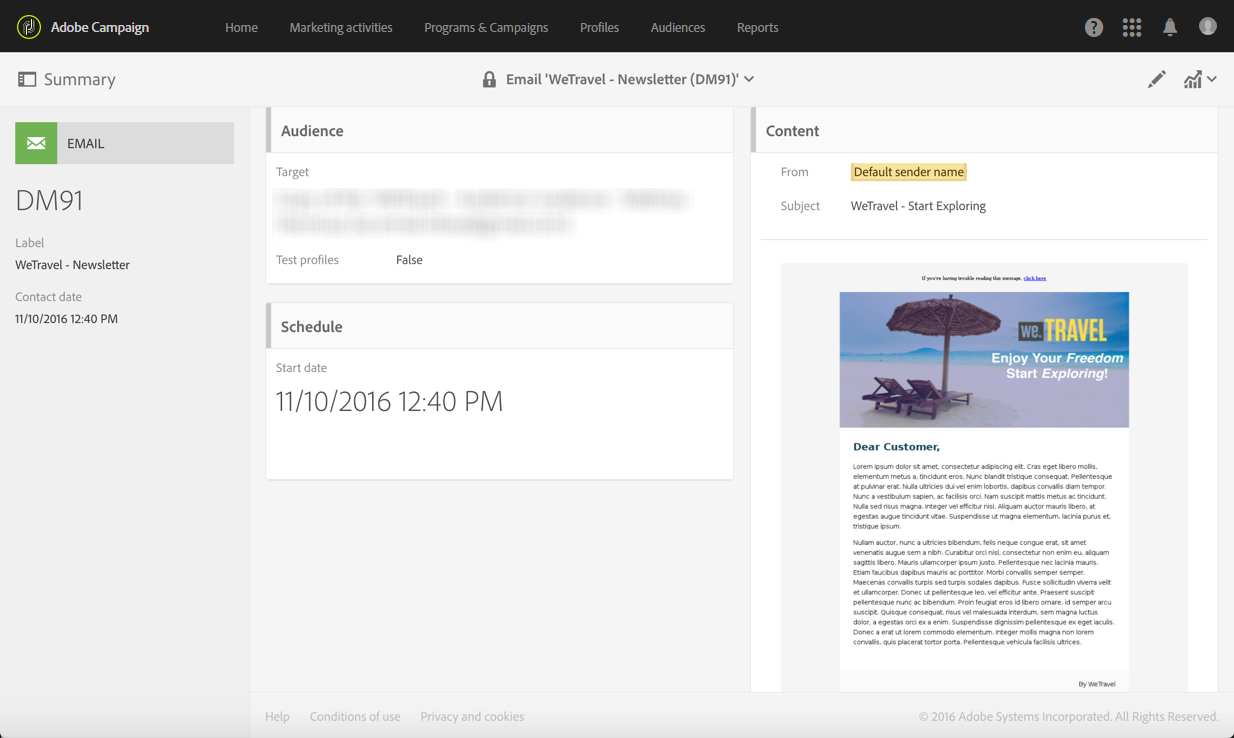 Adobe Campaign
Home
Marketing activities
Programs & Campaigns
Profiles
Audiences
Reports
Summary
Email 'WeTravel - Newsletter (DM91)'
EMAIL
DM91
Label
WeTravel - Newsletter
Contact date
11/10/2016 12:40 PM
Audience
Target
Test profiles False
Schedule
Start date
11/10/2016 12:40 PM
Content
From Default sender name
Subject WeTravel - Start Exploring
If you're having trouble reading this message, click here
we.TRAVEL
Enjoy Your Freedom
Start Exploring!
Dear Customer,
Lorem ipsum dolor sit amet, consectetur adipiscing elit. Cras eget libero mollis,
elementum metus a, tincidunt eros. Nunc blandit tristique consequat. Pellentesque
at pulvinar erat. Nulla ultricies dui vel enim lobortis, dapibus convallis diam tempor.
Nunc a vestibulum sapien, ac facilisis orci. Nam suscipit mattis metus ac tincidunt.
Nulla sed risus magna. Integer vel efficitur nisi. Aliquam auctor mauris libero, at
egestas augue tincidunt vitae. Suspendisse ut magna elementum, lacinia purus et,
tristique ipsum.
Nullam auctor, nunc a ultricies bibendum, felis neque congue erat, sit amet
venenatis augue sem a nibh. Curabitur orci nisl, consectetur non enim eu, aliquam
sagittis libero. Mauris ullamcorper ipsum justo. Pellentesque nec lacinia mauris.
Etiam faucibus dapibus mauris ac porttitor. Morbi convallis semper semper.
Maecenas convallis turpis sed turpis sodales dapibus. Fusce sollicitudin viverra velit
et ullamcorper. Donec ut pellentesque leo, vel efficitur ante. Praesent suscipit
pellentesque nunc ac bibendum. Proin feugiat eros id libero ornare, id semper arcu
suscipit. Quisque consequat, risus vel malesuada interdum, sem magna luctus
dolor, a egestas orci ex a enim. Suspendisse dignissim pellentesque ex eget iaculis.
Donec a erat ut lorem commodo elementum. Integer mollis magna non lorem
convallis, quis placerat tortor porta. Pellentesque vehicula facilisis ultrices.
By WeTravel
Help
Conditions of use
Privacy and cookies
© 2016 Adobe Systems Incorporated. All Rights Reserved.